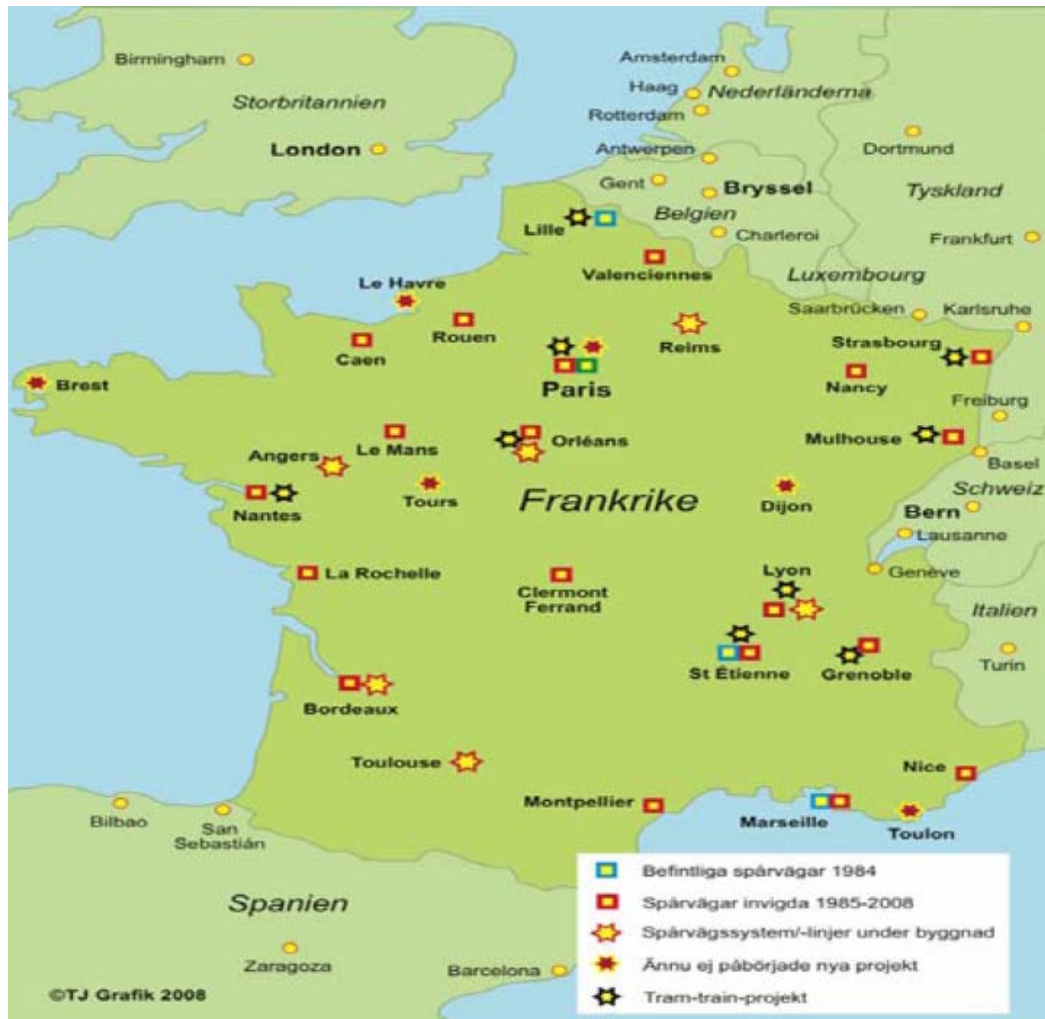 Birmingham
Storbritannien
London
Amsterdam
Haag
Nederländerna
Rotterdam
Antwerpen
Dortmund
Gent
Bryssel
Tyskland
Belgien
Lille
Charleroi
Frankfurt
Valenciennes
Luxembourg
Le Havre
Saarbrücken
Karlsruhe
Rouen
Caen
Reims
Strasbourg
Paris
Nancy
Brest
Freiburg
Le Mans
Orléans
Mulhouse
Angers
Basel
Tours
Frankrike
Dijon
Schweiz
Nantes
Bern
Lausanne
La Rochelle
Clermont
Ferrand
Lyon
Genève
Italien
St Étienne
Grenoble
Turin
Bordeaux
Toulouse
Nice
Montpellier
Marseille
Toulon
Bilbao
San
Sebastián
Spanien
Zaragoza
Barcelona
Befintliga spårvägar 1984
Spårvägar invigda 1985-2008
Spårvägssystem/-linjer under byggnad
Ännu ej påbörjade nya projekt
Tram-train-projekt
©TJ Grafik 2008